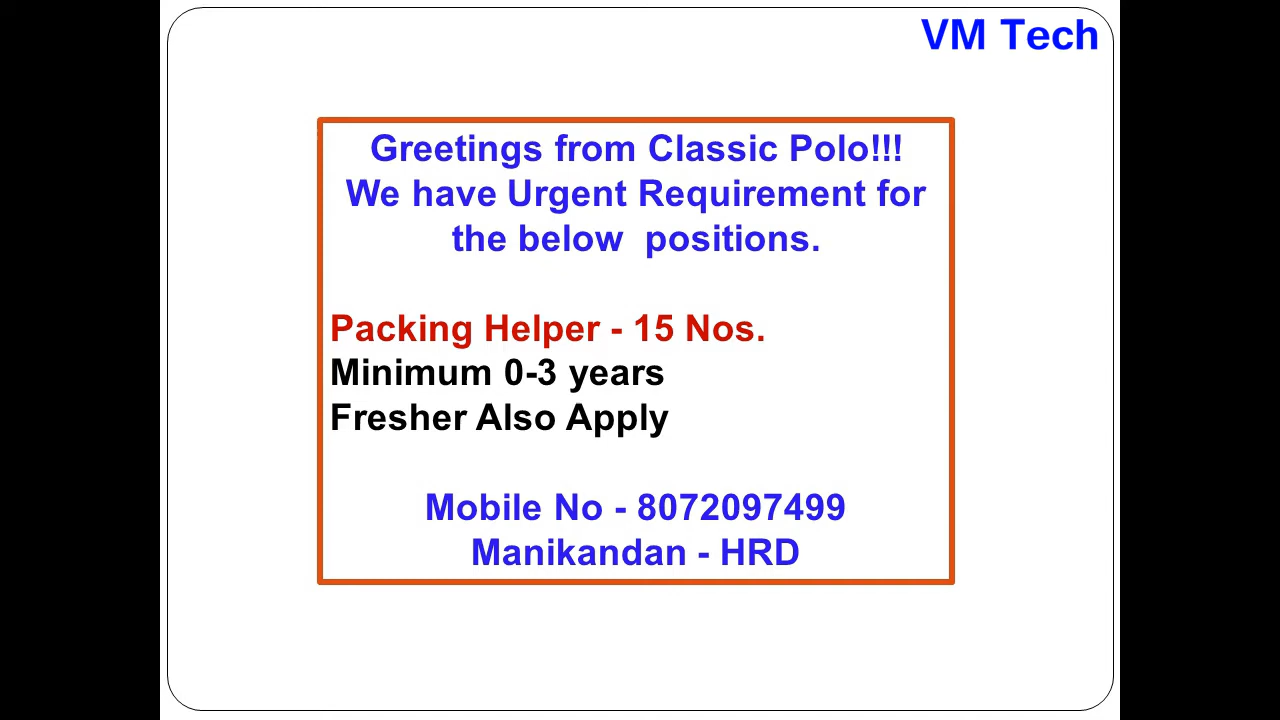 VM Tech
Greetings from Classic Polo!!!
We have Urgent Requirement for
the below positions.
Packing Helper - 15 Nos.
Minimum 0-3 years
Fresher Also Apply
Mobile No - 8072097499
Manikandan - HRD